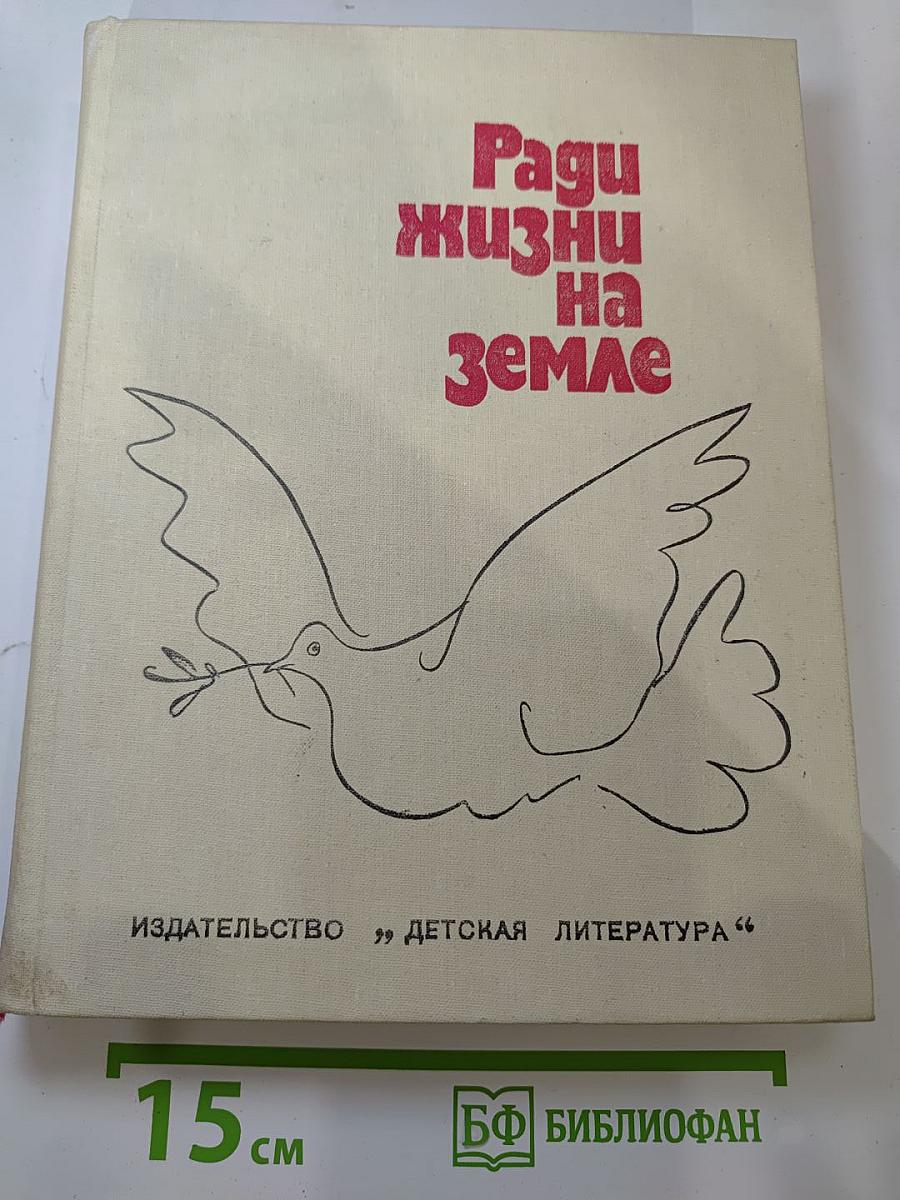 Ради
жизни
на
земле
ИЗДАТЕЛЬСТВО „ДЕТСКАЯ ЛИТЕРАТУРА“
15 см
БФ БИБЛИОФАН